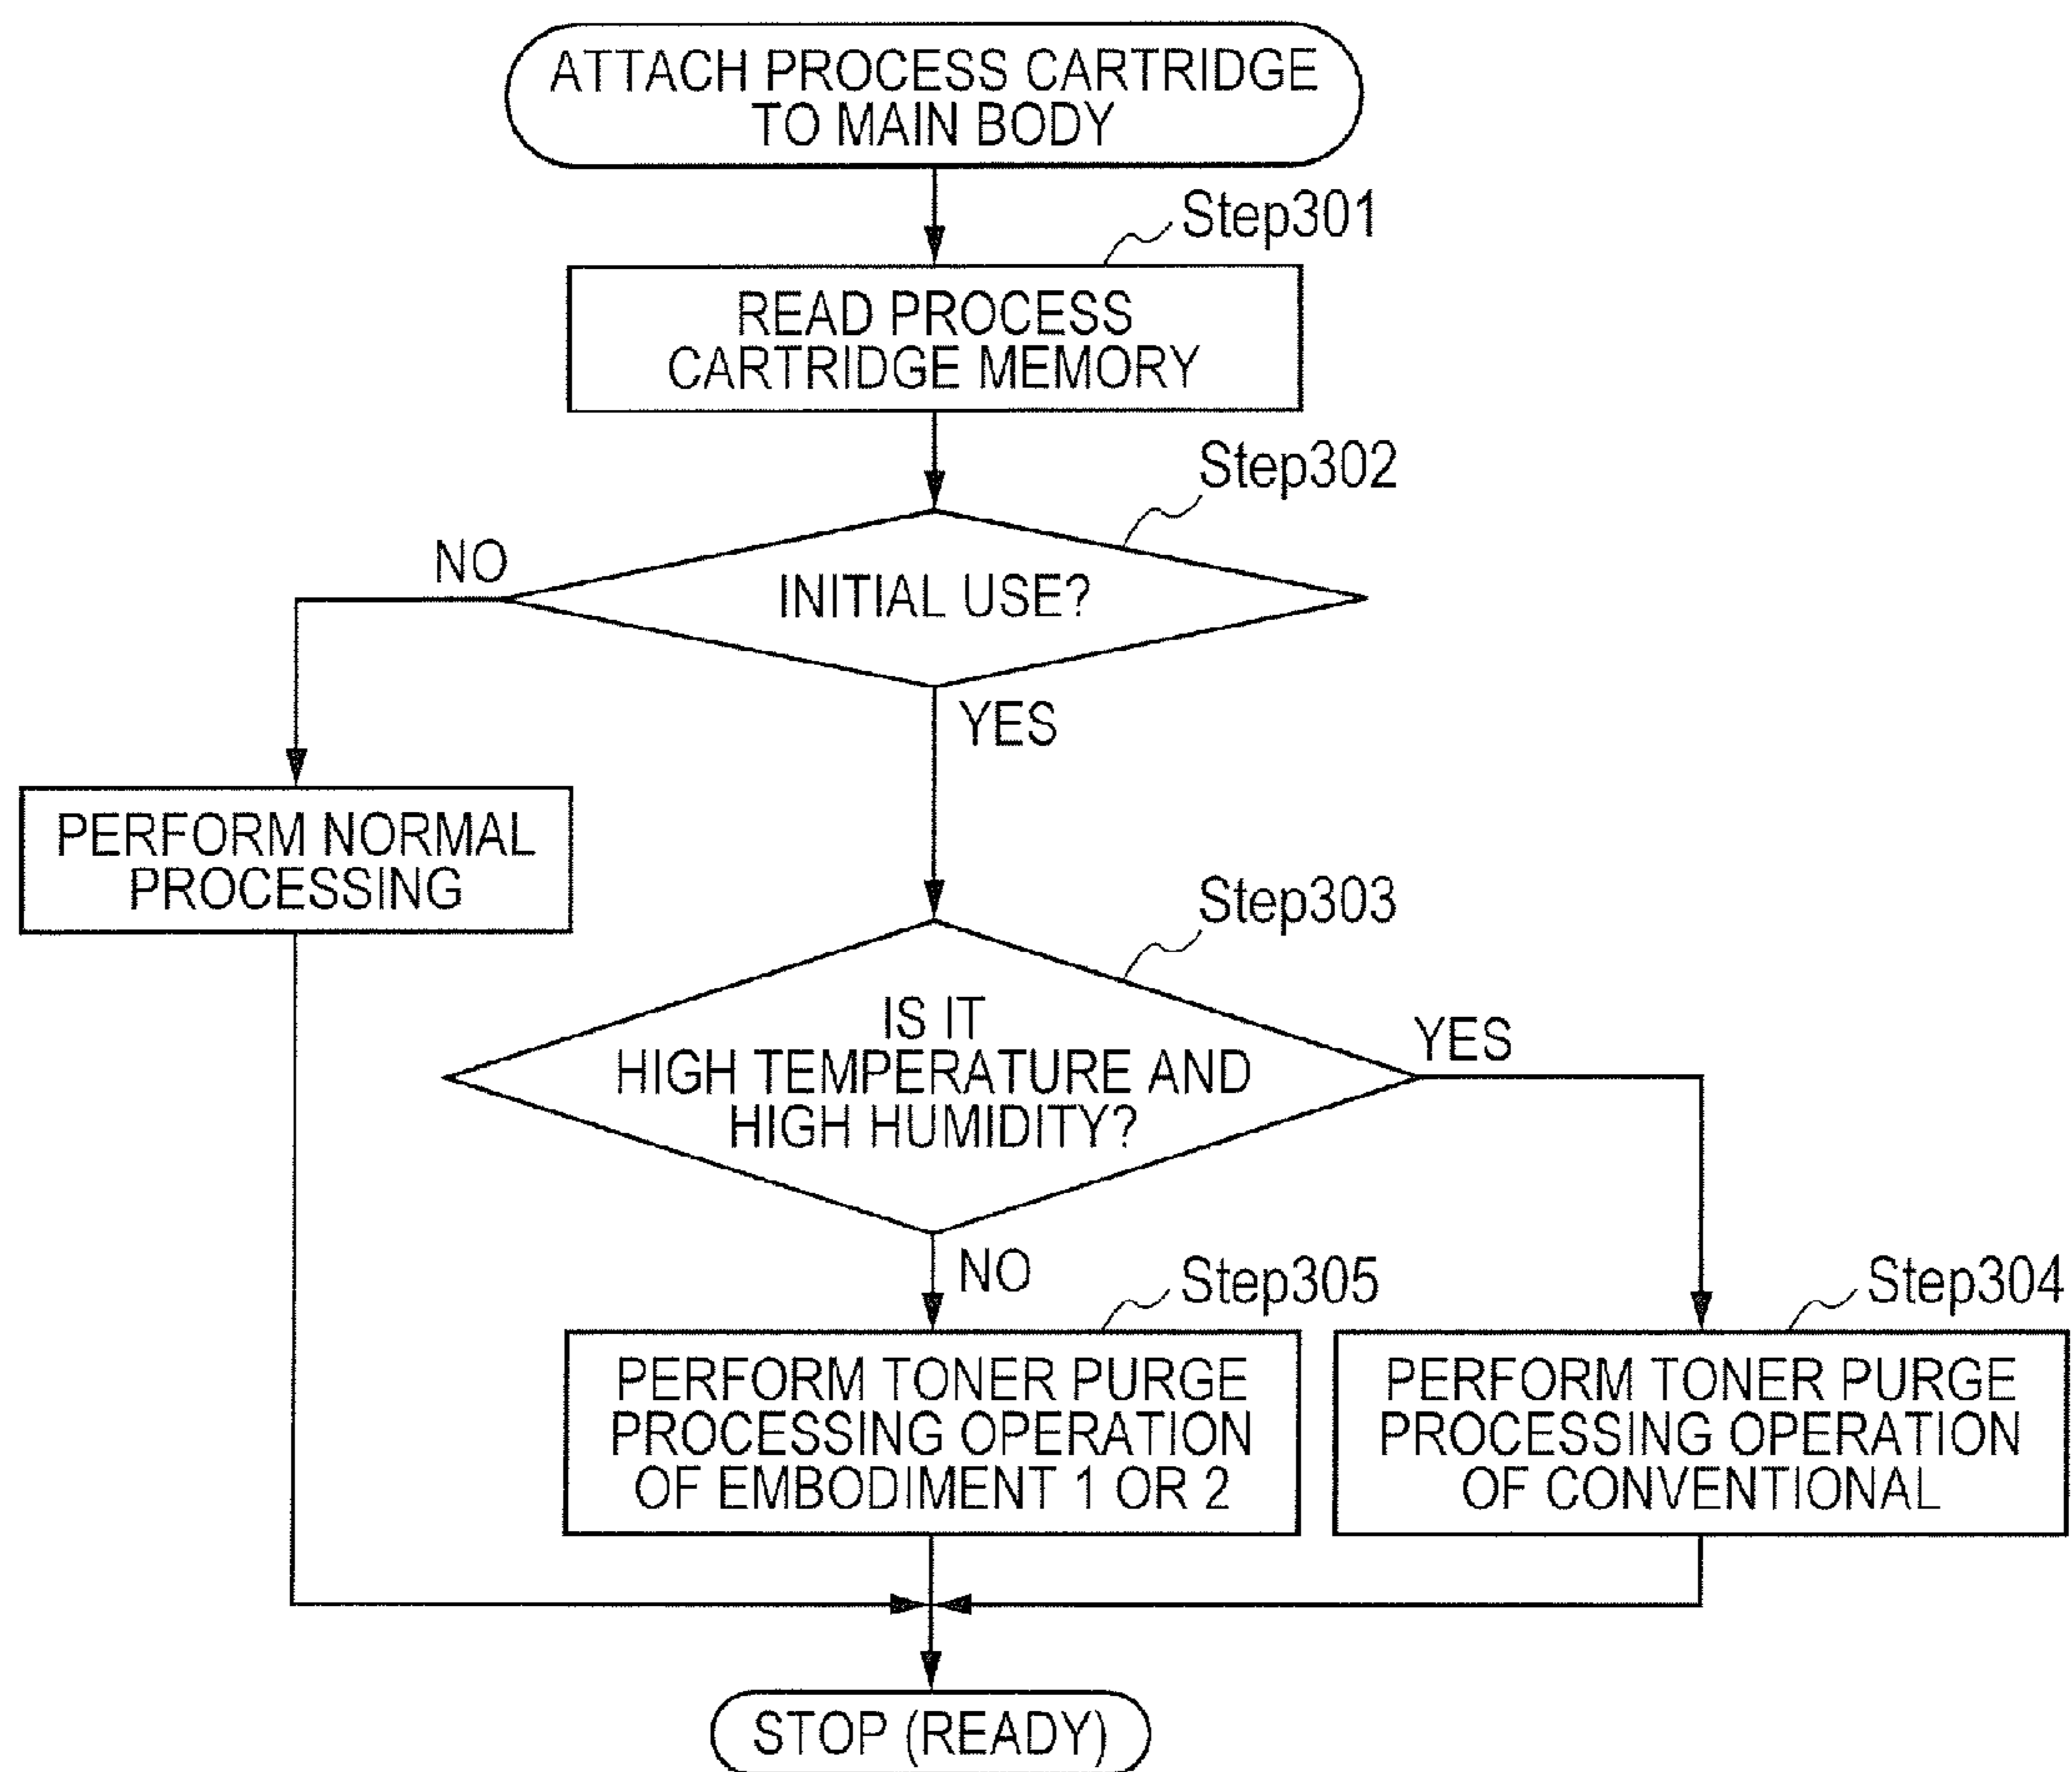 ATTACH PROCESS CARTRIDGE
TO MAIN BODY
Step301
READ PROCESS
CARTRIDGE MEMORY
Step302
NO
INITIAL USE?
YES
PERFORM NORMAL
PROCESSING
Step303
IS IT
HIGH TEMPERATURE AND
HIGH HUMIDITY?
YES
NO
Step305
PERFORM TONER PURGE
PROCESSING OPERATION
OF EMBODIMENT 1 OR 2
Step304
PERFORM TONER PURGE
PROCESSING OPERATION
OF CONVENTIONAL
STOP (READY)